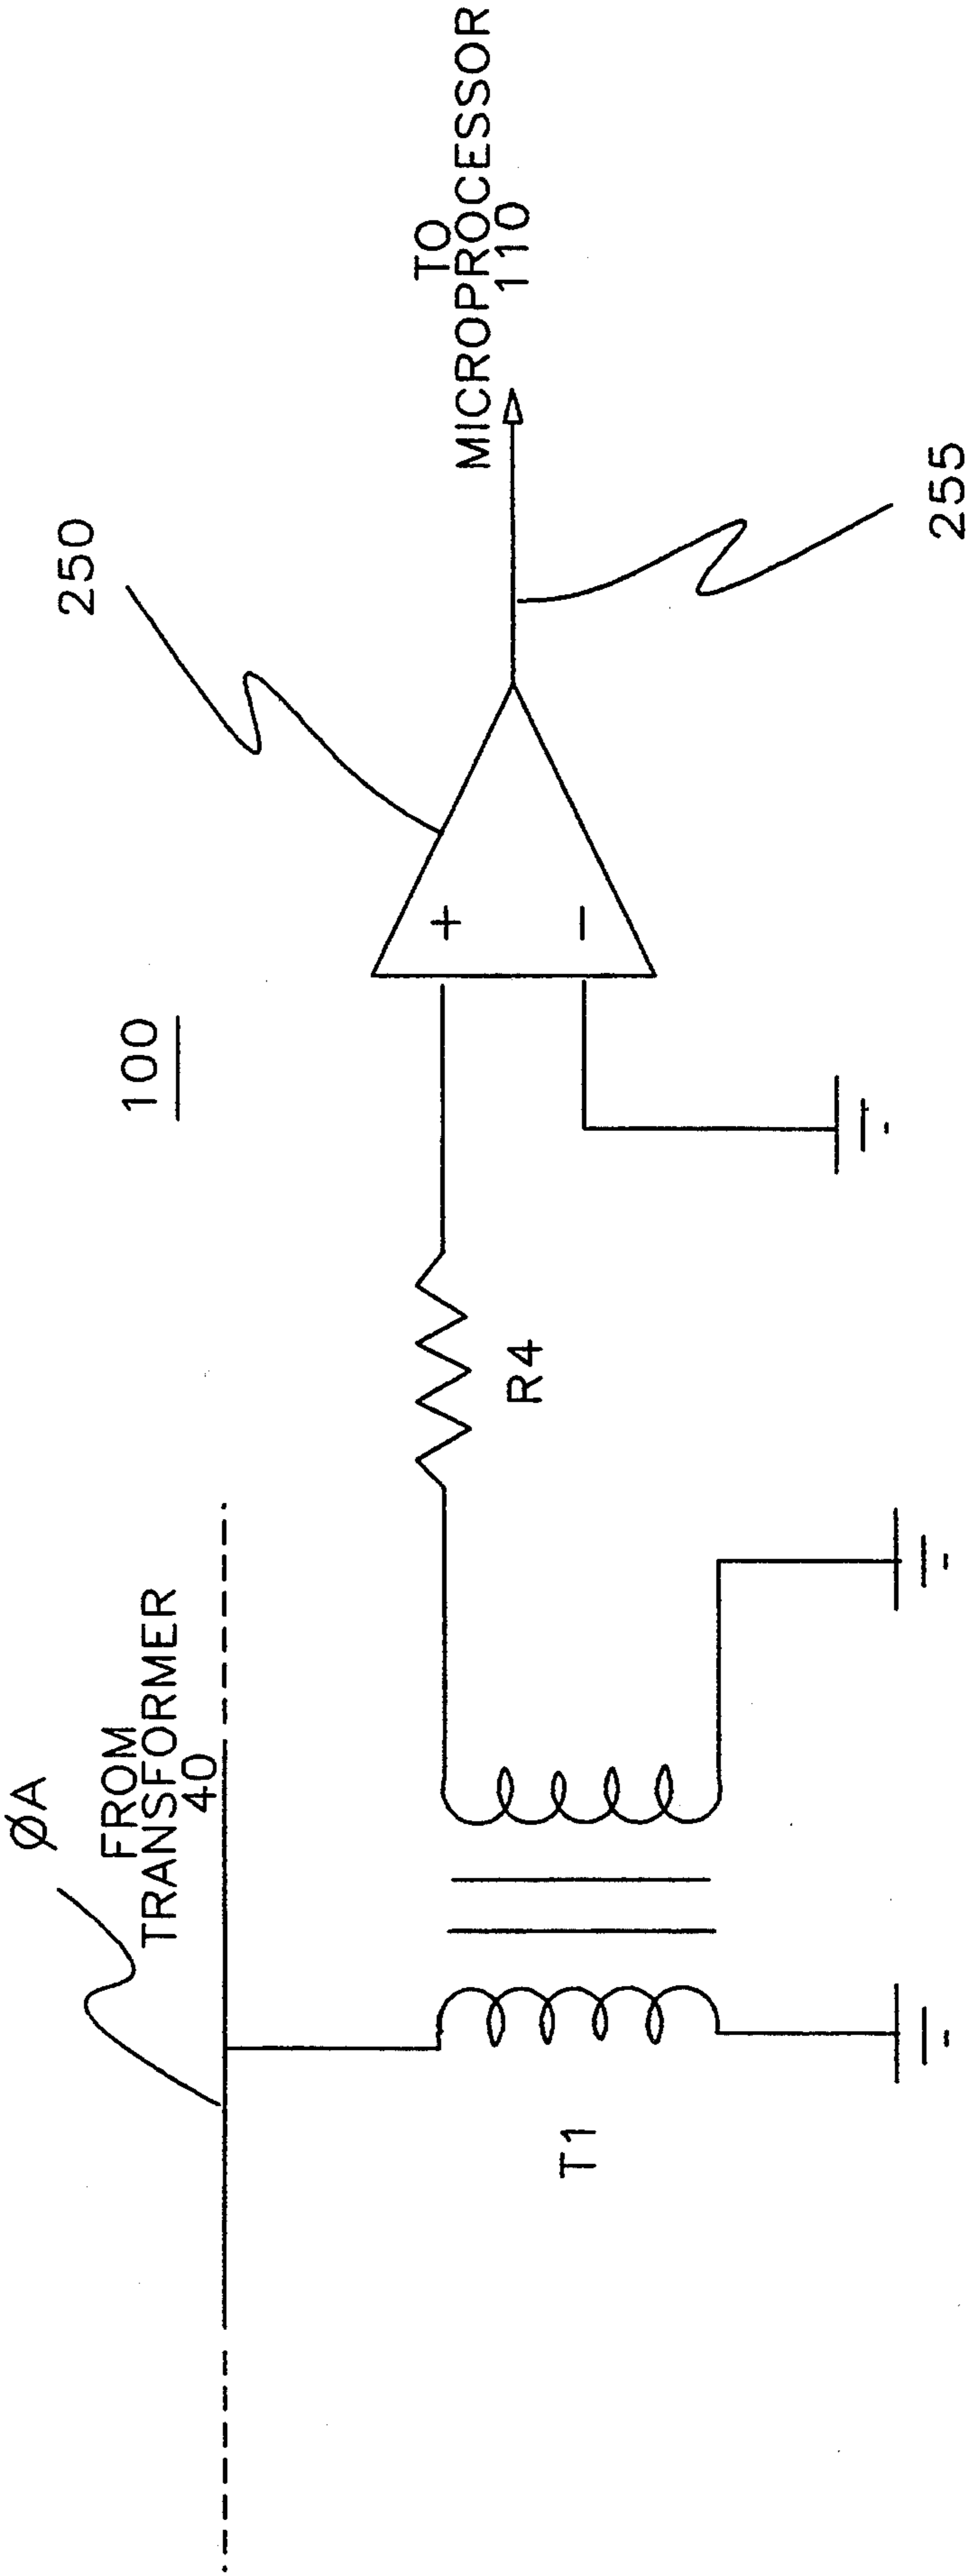 ØA
FROM
TRANSFORMER
40
100
250
TO
MICROPROCESSOR
110
T1
R4
+
−
255